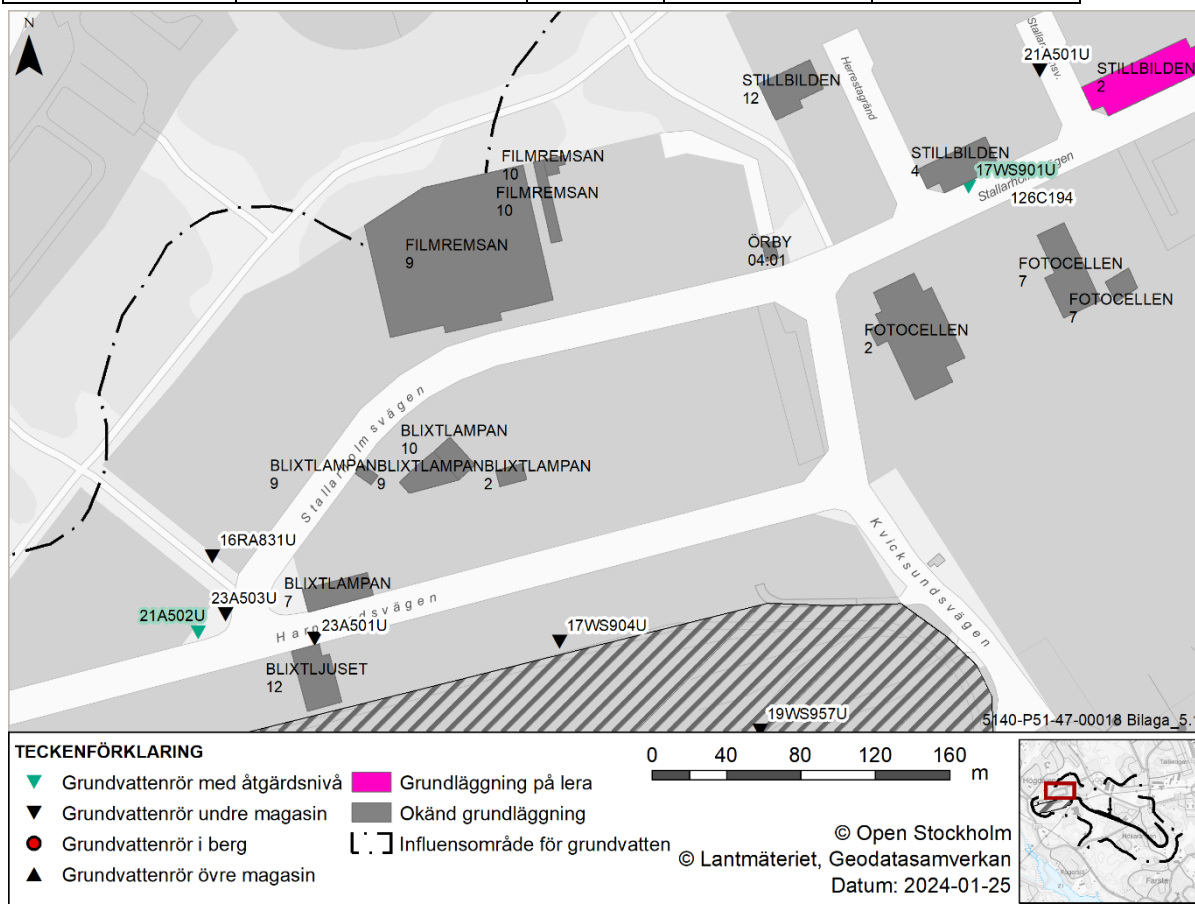 N
21A501U
Stallarholmsv.
STILLBILDEN
2
STILLBILDEN
12
Herrestagränd
STILLBILDEN
4
17WS901U
Stallarholmsvägen
126C194
FILMREMSAN
10
FILMREMSAN
10
FILMREMSAN
9
ÖRBY
04:01
FOTOCELLEN
7
FOTOCELLEN
7
FOTOCELLEN
2
Stallarholmsvägen
BLIXTLAMPAN
10
BLIXTLAMPAN
9
BLIXTLAMPAN
9
BLIXTLAMPAN
2
16RA831U
Kvicksundsvägen
BLIXTLAMPAN
7
23A503U
21A502U
23A501U
17WS904U
BLIXTLJUSET
12
19WS957U
5140-P51-47-00018 Bilaga_5.1
TECKENFÖRKLARING
Grundvattenrör med åtgärdsnivå
Grundvattenrör undre magasin
Grundvattenrör i berg
Grundvattenrör övre magasin
Grundläggning på lera
Okänd grundläggning
Influensområde för grundvatten
0 40 80 120 160
m
© Open Stockholm
© Lantmäteriet, Geodatasamverkan
Datum: 2024-01-25
Farsta